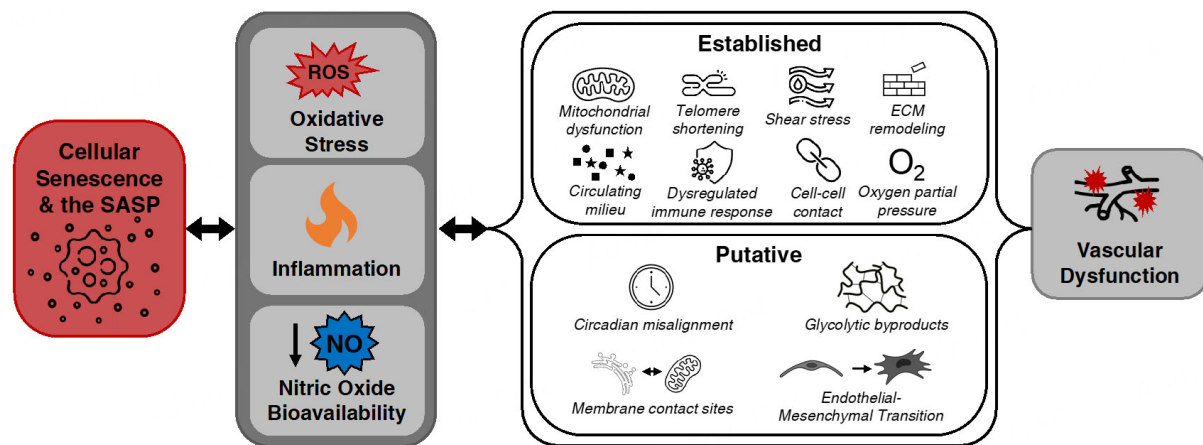 Cellular
Senescence
& the SASP
ROS
Oxidative
Stress
Inflammation
NO
Nitric Oxide
Bioavailability
Established
Mitochondrial
dysfunction
Telomere
shortening
Shear stress
ECM
remodeling
Circulating
milieu
Dysregulated
immune response
Cell-cell
contact
O₂
Oxygen partial
pressure
Putative
Circadian misalignment
Glycolytic byproducts
Membrane contact sites
Endothelial-
Mesenchymal Transition
Vascular
Dysfunction